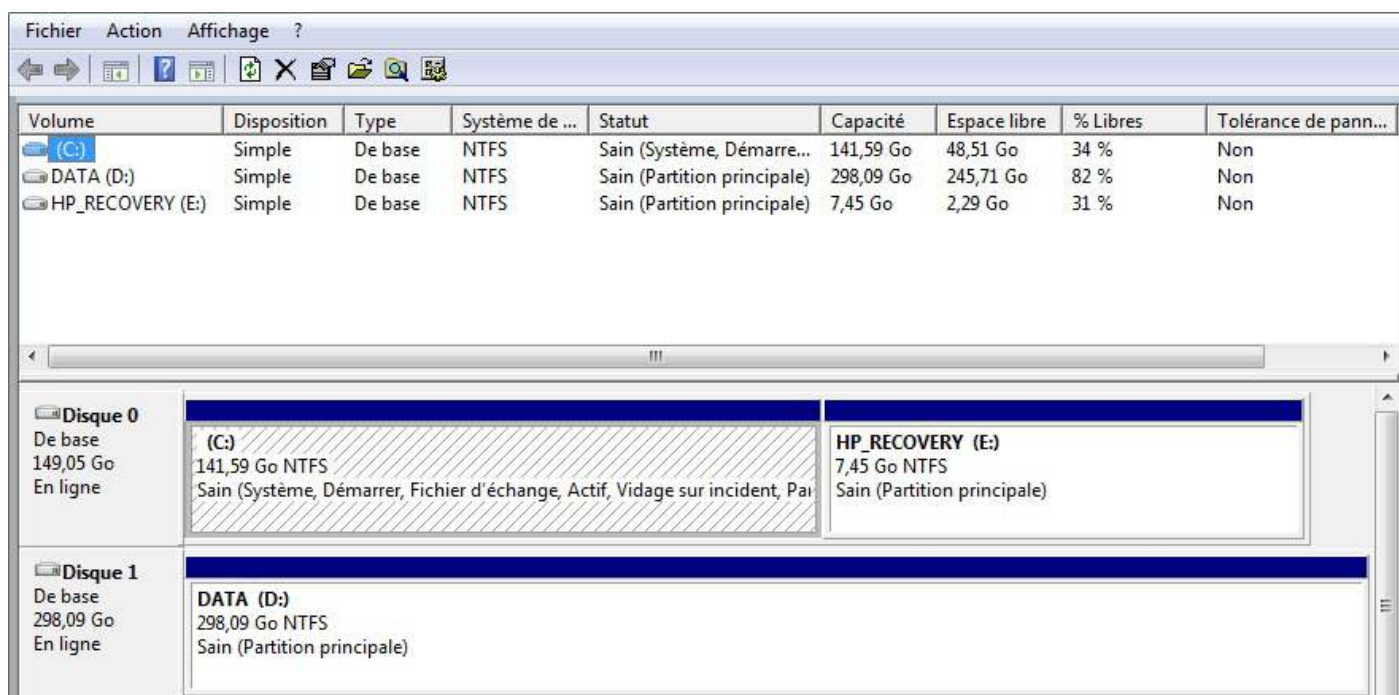 Fichier Action Affichage ?
Volume Disposition Type Système de ... Statut Capacité Espace libre % Libres Tolérance de pann...
(C:) Simple De base NTFS Sain (Système, Démarre... 141,59 Go 48,51 Go 34 % Non
DATA (D:) Simple De base NTFS Sain (Partition principale) 298,09 Go 245,71 Go 82 % Non
HP_RECOVERY (E:) Simple De base NTFS Sain (Partition principale) 7,45 Go 2,29 Go 31 % Non
Disque 0
De base
149,05 Go
En ligne
(C:)
141,59 Go NTFS
Sain (Système, Démarrer, Fichier d'échange, Actif, Vidage sur incident, Par
HP_RECOVERY (E:)
7,45 Go NTFS
Sain (Partition principale)
Disque 1
De base
298,09 Go
En ligne
DATA (D:)
298,09 Go NTFS
Sain (Partition principale)